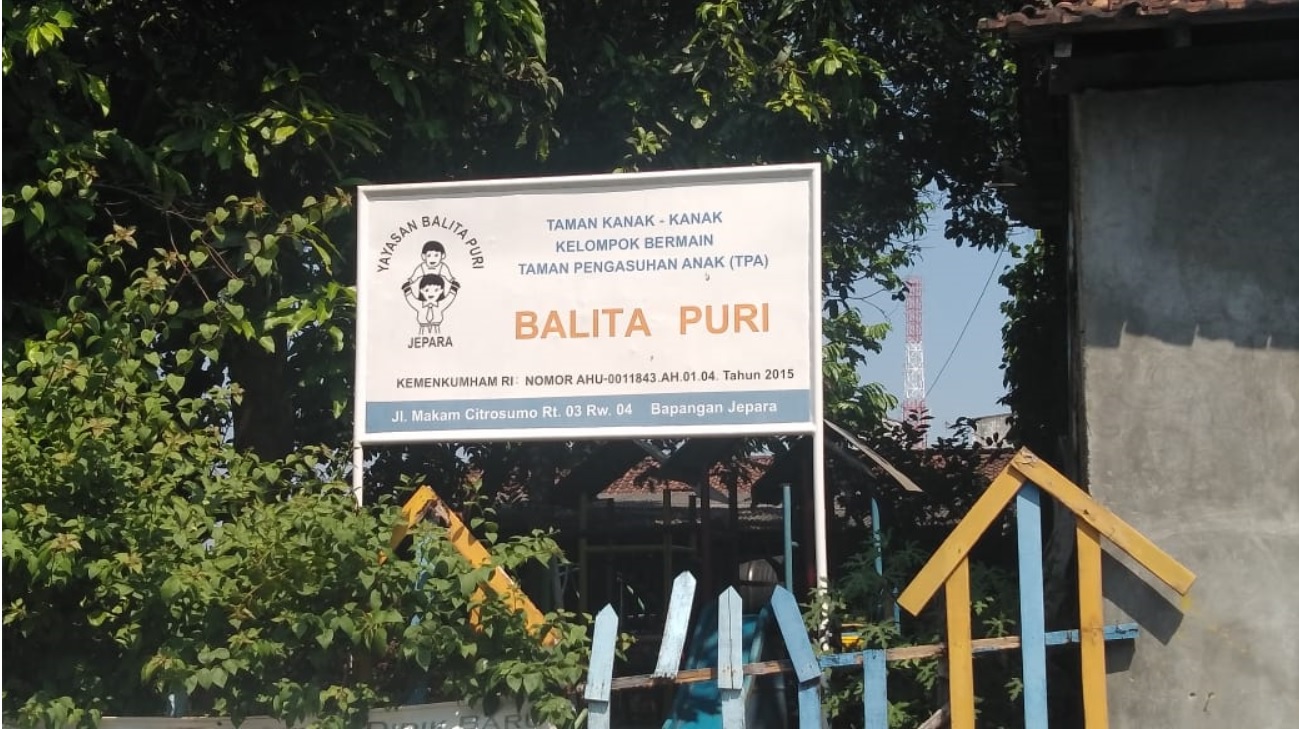 YAYASAN BALITA PURI
JEPARA
TAMAN KANAK - KANAK
KELOMPOK BERMAIN
TAMAN PENGASUHAN ANAK (TPA)
BALITA PURI
KEMENKUMHAM RI: NOMOR AHU-0011843.AH.01.04. Tahun 2015
Jl. Makam Citrosumo Rt. 03 Rw. 04 Bapangan Jepara